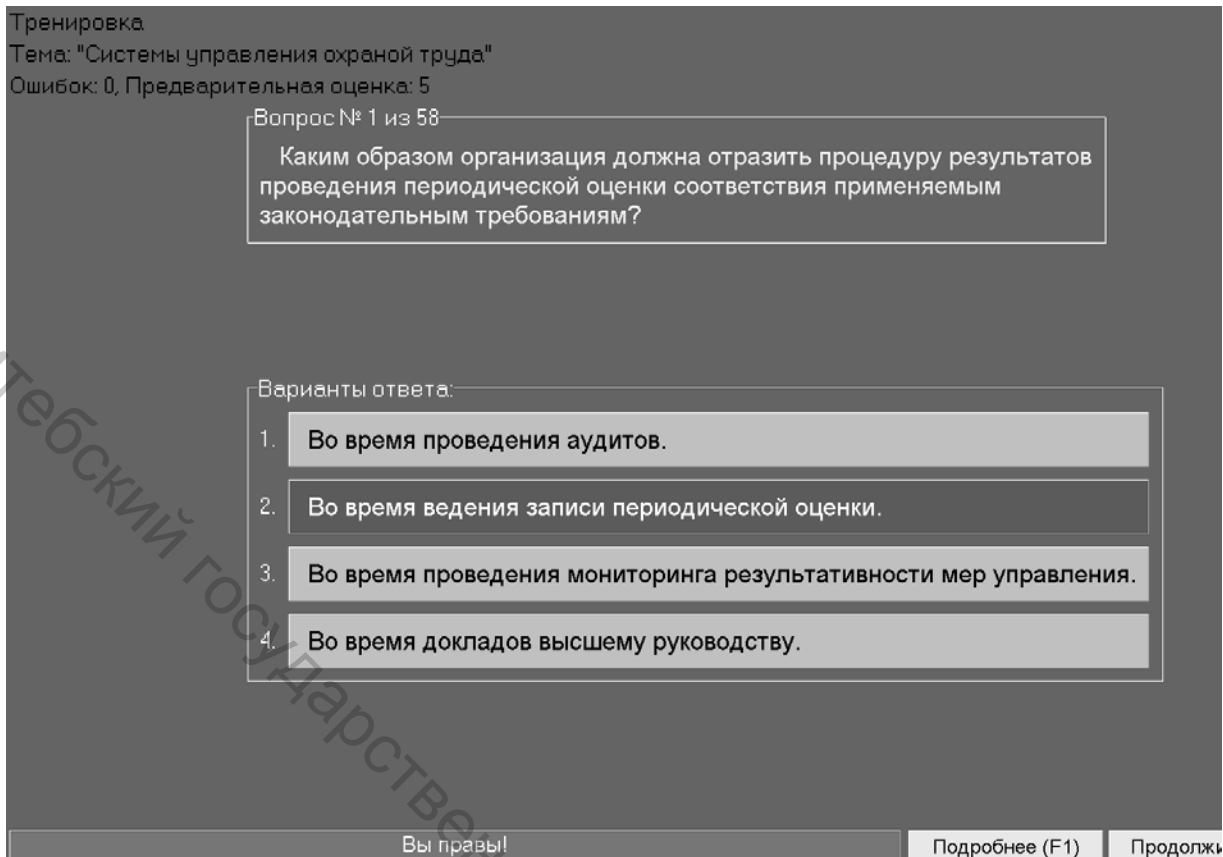 Тренировка
Тема: "Системы управления охраной труда"
Ошибок: 0, Предварительная оценка: 5
Вопрос № 1 из 58
Каким образом организация должна отразить процедуру результатов
проведения периодической оценки соответствия применяемым
законодательным требованиям?
Варианты ответа:
1. Во время проведения аудитов.
2. Во время ведения записи периодической оценки.
3. Во время проведения мониторинга результативности мер управления.
4. Во время докладов высшему руководству.
Вы правы!
Подробнее (F1)